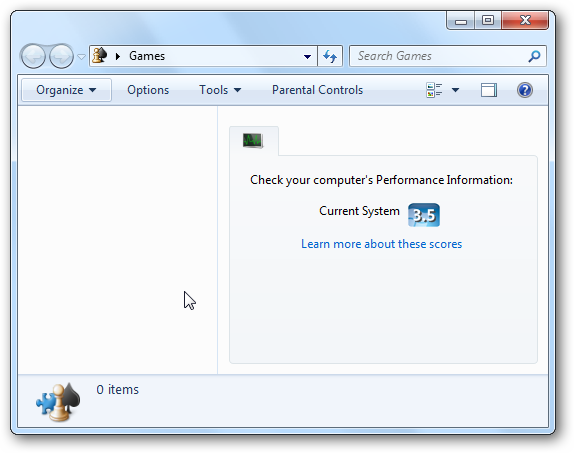 Games
Search Games
Organize Options Tools Parental Controls
Check your computer's Performance Information:
Current System 3.5
Learn more about these scores
0 items